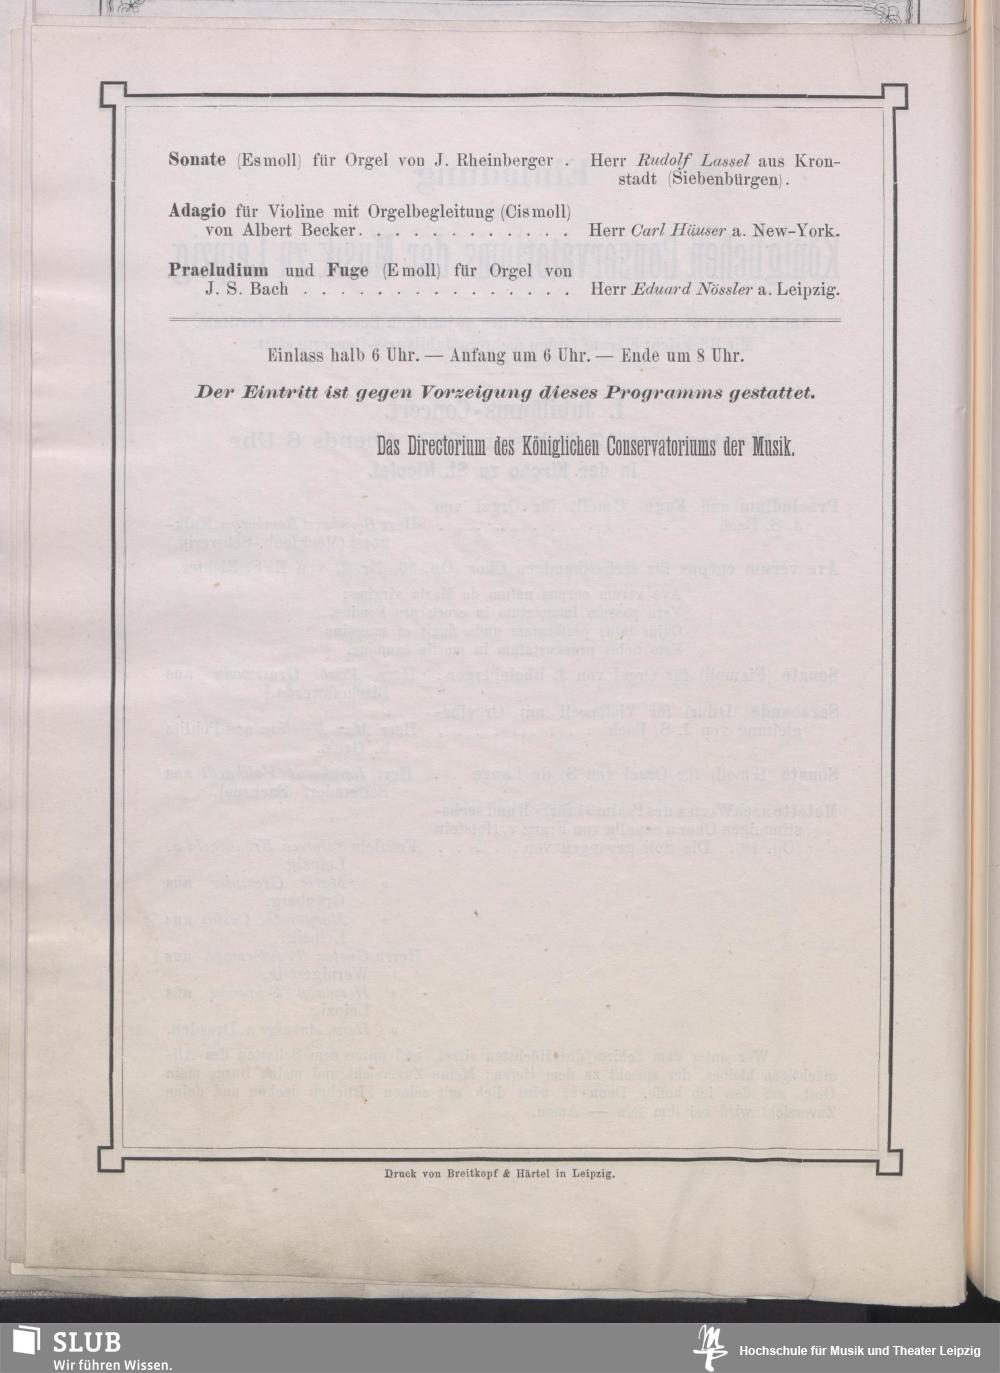 Sonate (Esmoll) für Orgel von J. Rheinberger . Herr Rudolf Lassel aus Kron-
stadt (Siebenbürgen).
Adagio für Violine mit Orgelbegleitung (Cismoll)
von Albert Becker. . . . . . . . . . . . Herr Carl Häuser a. New-York.
Praeludium und Fuge (Emoll) für Orgel von
J. S. Bach . . . . . . . . . . . . . . . Herr Eduard Nössler a. Leipzig.
Einlass halb 6 Uhr. — Anfang um 6 Uhr. — Ende um 8 Uhr.
Der Eintritt ist gegen Vorzeigung dieses Programms gestattet.
Das Directorium des Königlichen Conservatoriums der Musik.
Druck von Breitkopf & Härtel in Leipzig.
SLUB
Wir führen Wissen.
Hochschule für Musik und Theater Leipzig